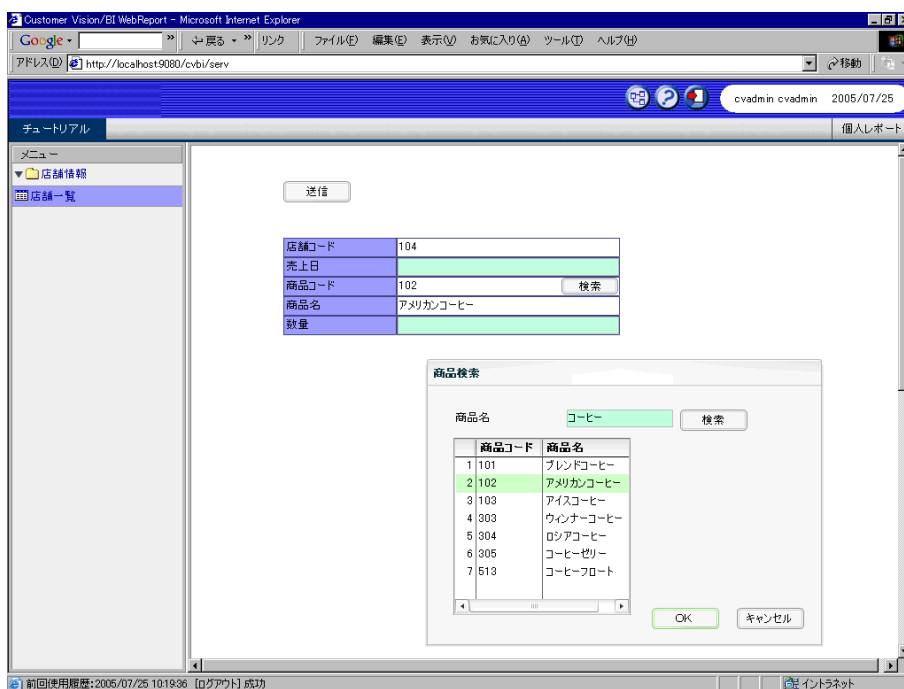 Customer Vision/BI WebReport - Microsoft Internet Explorer
Google » 戻る » リンク ファイル(F) 編集(E) 表示(V) お気に入り(A) ツール(T) ヘルプ(H)
アドレス(D) http://localhost:9080/cvbi/serv 移動
cvadmin cvadmin 2005/07/25
チュートリアル 個人レポート
メニュー
店舗情報
店舗一覧
送信
店舗コード 104
売上日
商品コード 102 検索
商品名 アメリカンコーヒー
数量
商品検索
商品名 コーヒー 検索
商品コード 商品名
1 101 ブレンドコーヒー
2 102 アメリカンコーヒー
3 103 アイスコーヒー
4 303 ウィンナーコーヒー
5 304 ロシアコーヒー
6 305 コーヒーゼリー
7 513 コーヒーフロート
OK キャンセル
前回使用履歴:2005/07/25 10:19:36 [ログアウト] 成功 イントラネット